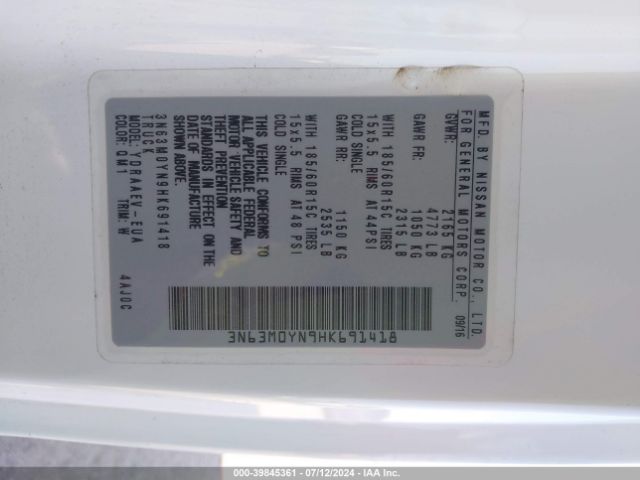 MFD. BY NISSAN MOTOR CO., LTD.
FOR GENERAL MOTORS CORP. 09/16
GVWR: 2165 KG
4773 LB
GAWR FR: 1050 KG
2315 LB
WITH 185/60R15C TIRES
15x5.5 RIMS AT 44PSI
COLD SINGLE
GAWR RR: 1150 KG
2535 LB
WITH 185/60R15C TIRES
15x5.5 RIMS AT 48 PSI
COLD SINGLE
THIS VEHICLE CONFORMS TO
ALL APPLICABLE FEDERAL
MOTOR VEHICLE SAFETY AND
THEFT PREVENTION
STANDARDS IN EFFECT ON THE
DATE OF MANUFACTURE
SHOWN ABOVE.
3N63M0YN9HK691418
TRUCK
MODEL: YDRAAEV-EUA
COLOR: QM1 TRIM: W
4AJ0C
3N63M0YN9HK691418
000-39845361 | 07/12/2024 | IAA Inc.